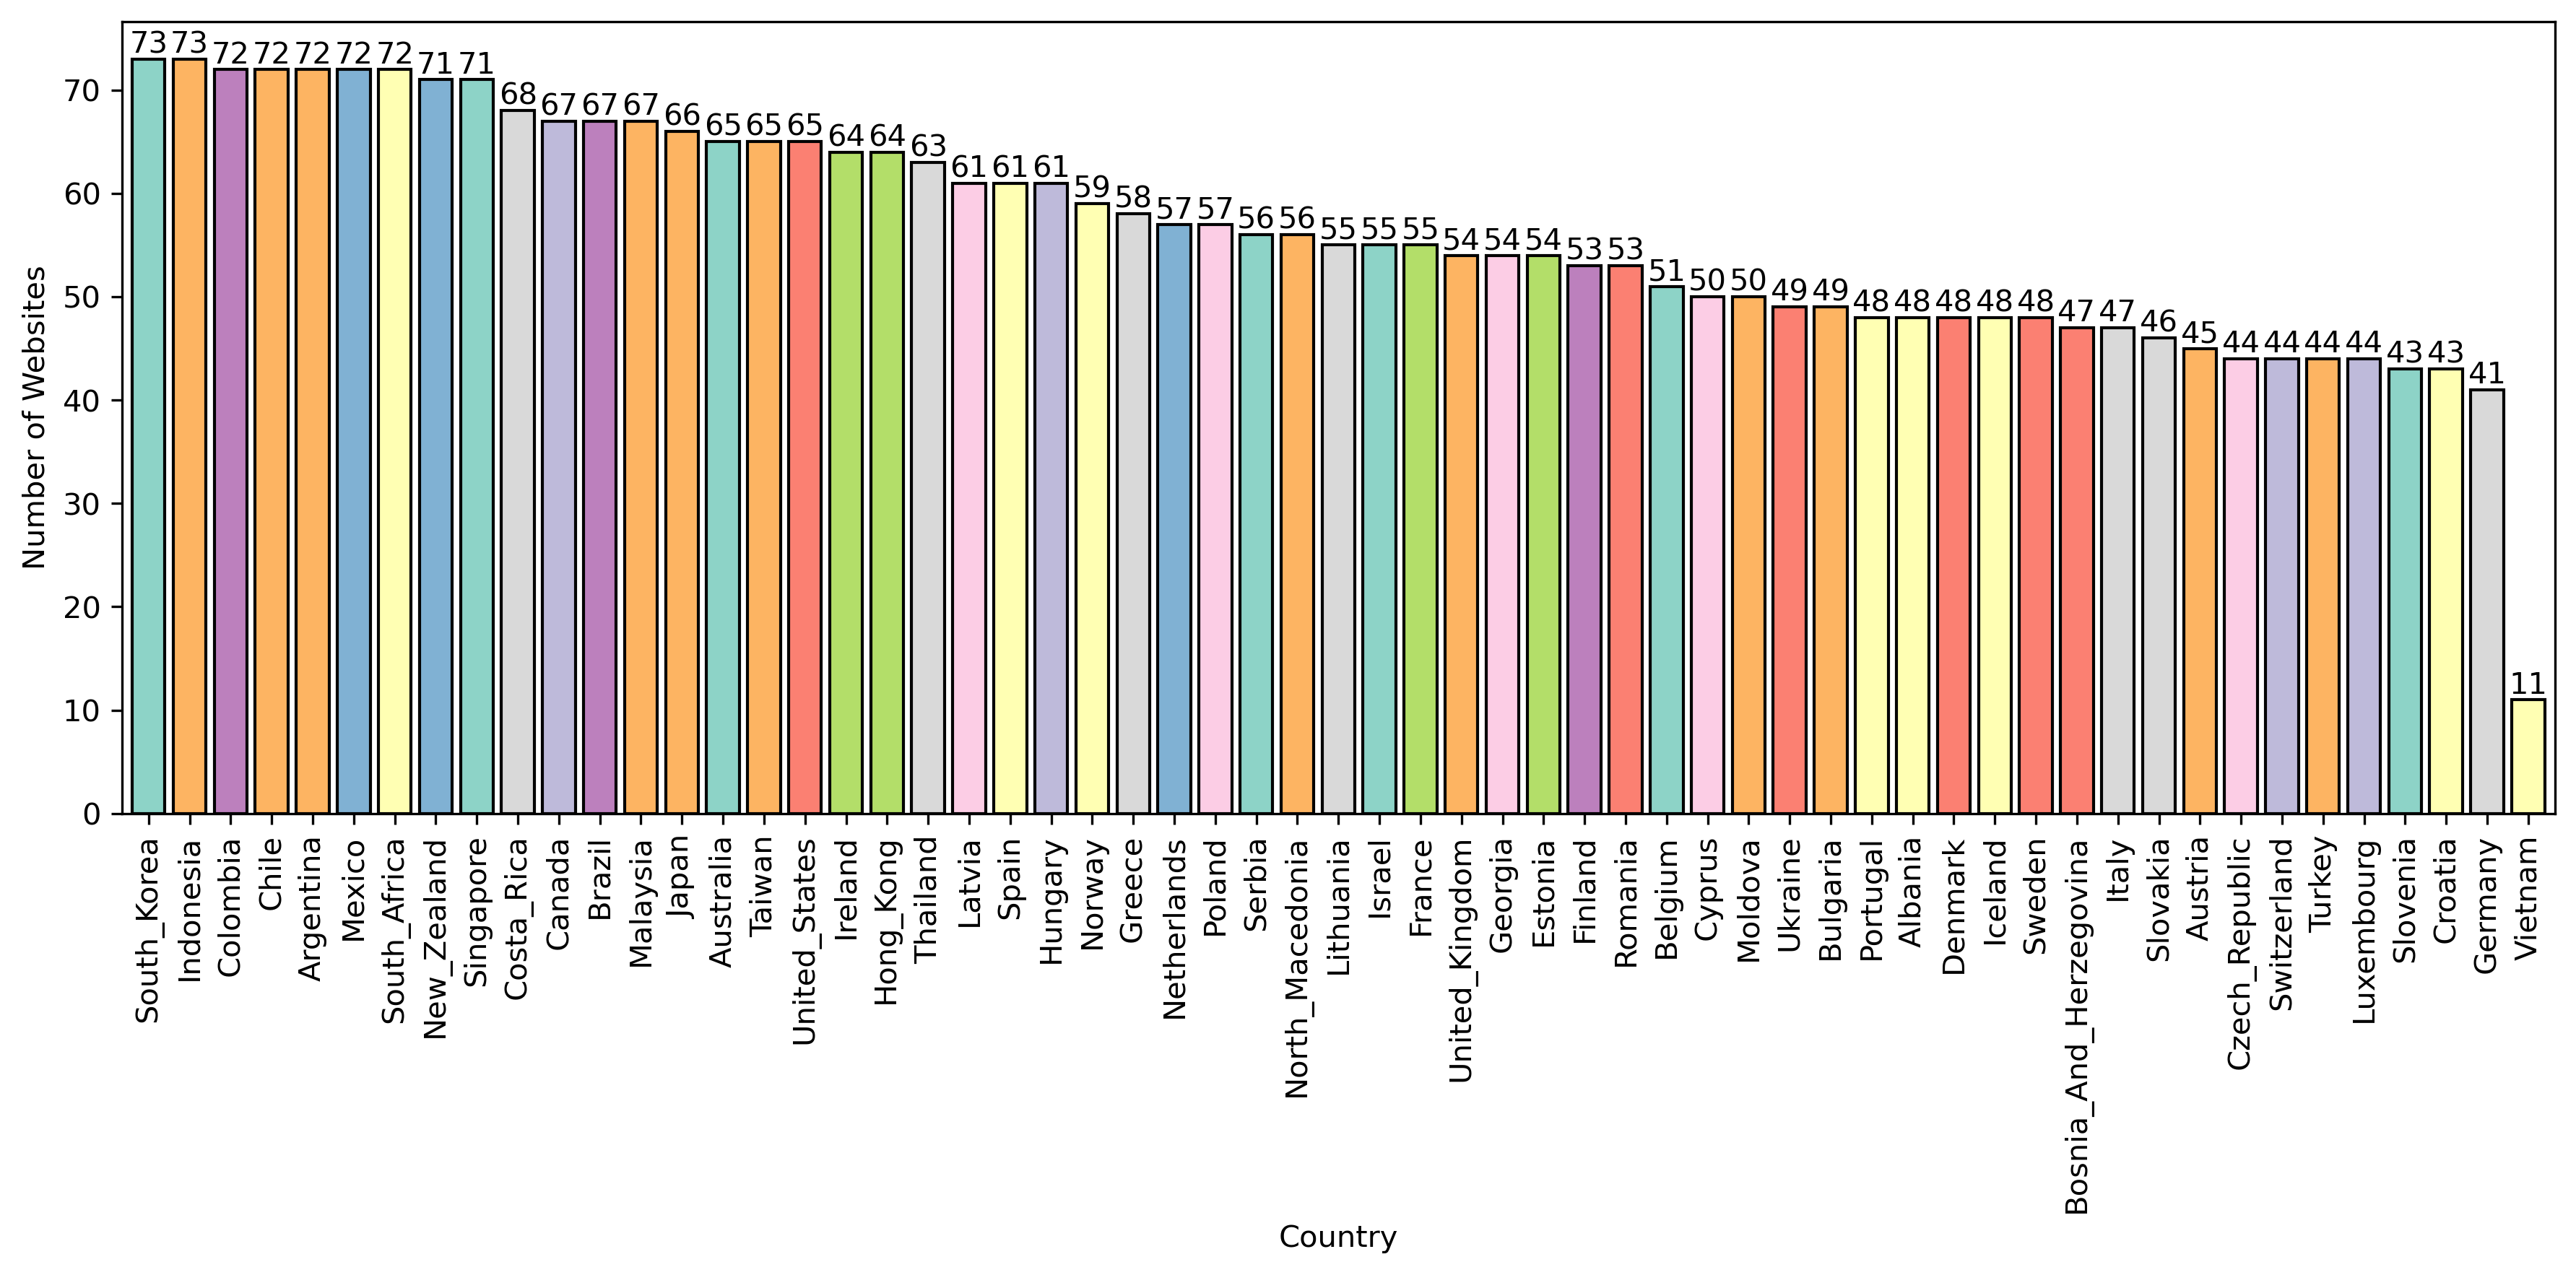 73 73 72 72 72 72 72 71 71 68 67 67 67 66 65 65 65 64 64 63 61 61 61 59 58 57 57 56 56 55 55 55 54 54 54 53 53 51 50 50 49 49 48 48 48 48 48 47 47 46 45 44 44 44 44 43 43 41 11
70
60
50
40
30
20
10
0
Number of Websites
South_Korea
Indonesia
Colombia
Chile
Argentina
Mexico
South_Africa
New_Zealand
Singapore
Costa_Rica
Canada
Brazil
Malaysia
Japan
Australia
Taiwan
United_States
Ireland
Hong_Kong
Thailand
Latvia
Spain
Hungary
Norway
Greece
Netherlands
Poland
Serbia
North_Macedonia
Lithuania
Israel
France
United_Kingdom
Georgia
Estonia
Finland
Romania
Belgium
Cyprus
Moldova
Ukraine
Bulgaria
Portugal
Albania
Denmark
Iceland
Sweden
Bosnia_And_Herzegovina
Italy
Slovakia
Austria
Czech_Republic
Switzerland
Turkey
Luxembourg
Slovenia
Croatia
Germany
Vietnam
Country